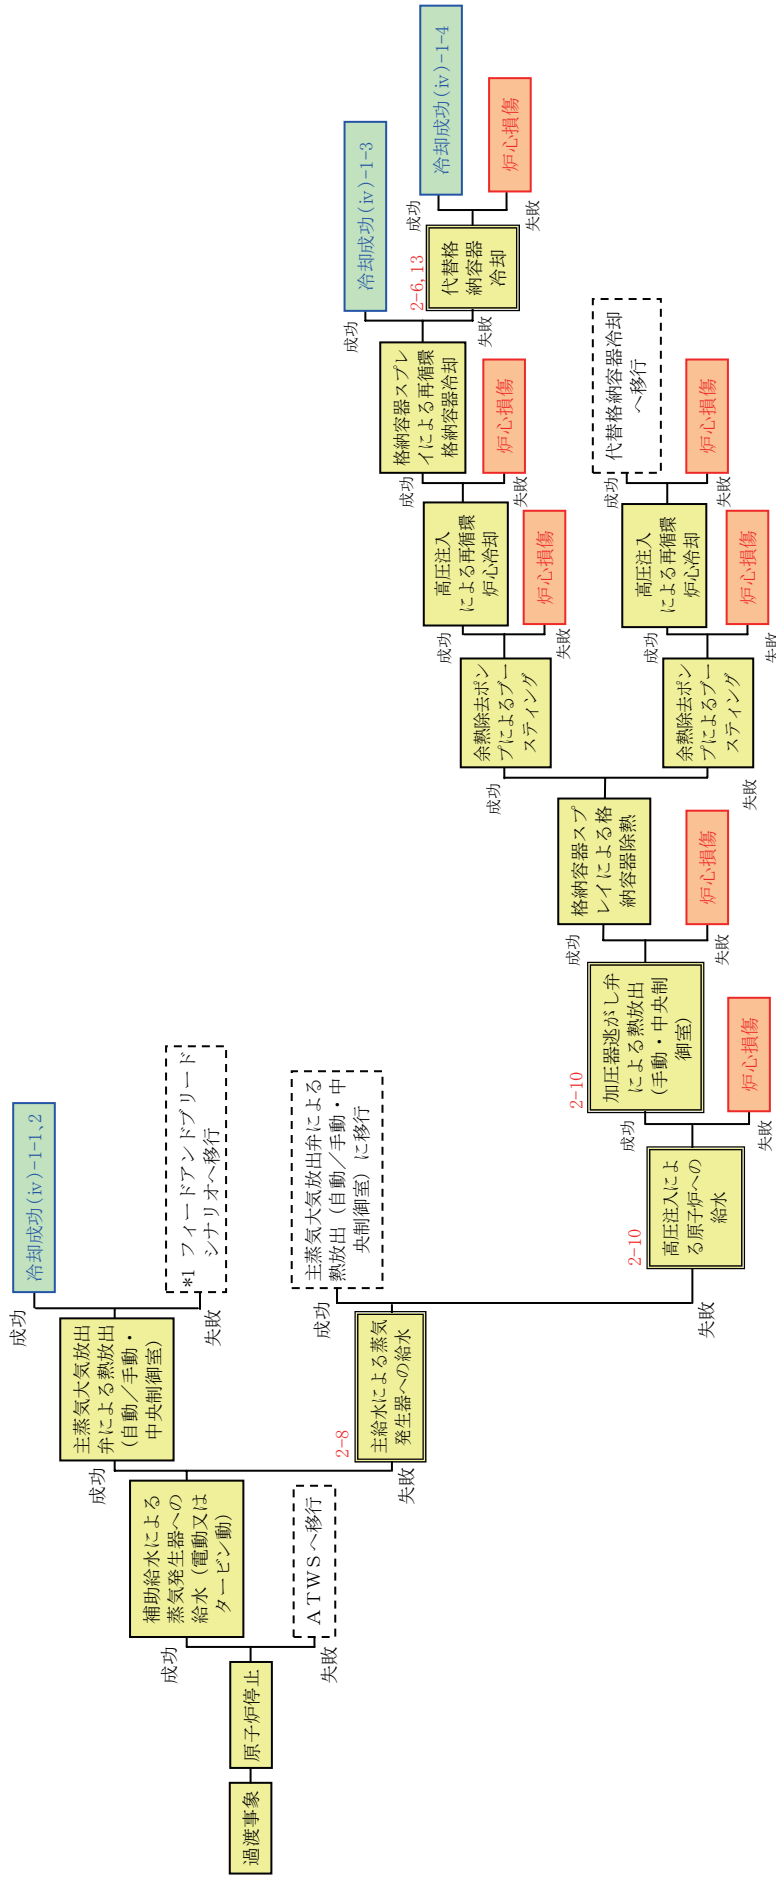 過渡事象
原子炉停止
成功
失敗
補助給水による
蒸気発生器への
給水（電動又は
タービン動）
ＡＴＷＳへ移行
成功
失敗
主蒸気大気放出
弁による熱放出
（自動／手動・
中央制御室）
成功
失敗
冷却成功(iv)-1-1、2
*1 フィードアンドブリード
シナリオへ移行
2-8
主給水による蒸気
発生器への給水
成功
失敗
主蒸気大気放出弁による
熱放出（自動／手動・中
央制御室）に移行
2-10
高圧注入によ
る原子炉への
給水
成功
失敗
炉心損傷
2-10
加圧器逃がし弁
による熱放出
（手動・中央制
御室）
成功
失敗
炉心損傷
格納容器スプ
レイによる格
納容器除熱
成功
失敗
余熱除去ポン
プによるブー
スティング
成功
失敗
炉心損傷
高圧注入
による再循環
炉心冷却
成功
失敗
炉心損傷
格納容器スプレ
イによる再循環
格納容器冷却
成功
失敗
冷却成功(iv)-1-3
2-6, 13
代替格
納容器
冷却
成功
失敗
冷却成功(iv)-1-4
炉心損傷
余熱除去ポン
プによるブー
スティング
成功
失敗
炉心損傷
高圧注入
による再循環
炉心冷却
成功
失敗
代替格納容器冷却
へ移行
炉心損傷